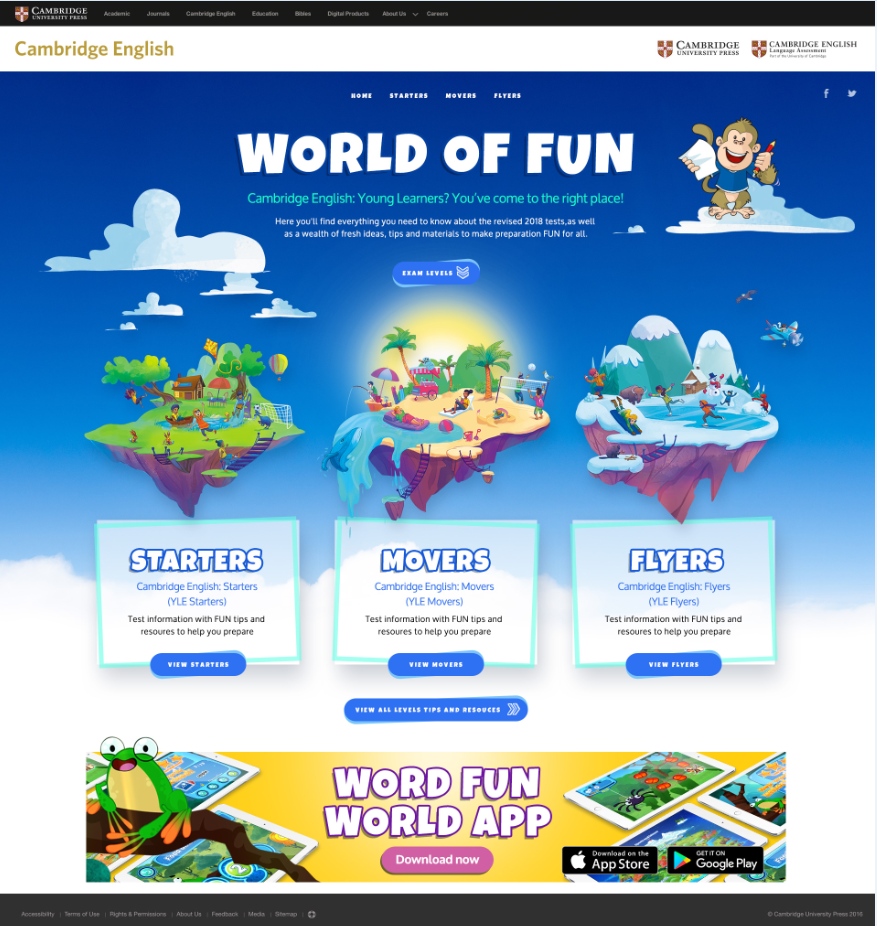 CAMBRIDGE
UNIVERSITY PRESS
Academic Journals Cambridge English Education Bibles Digital Products About Us Careers
Cambridge English
CAMBRIDGE
UNIVERSITY PRESS
CAMBRIDGE ENGLISH
Language Assessment
Part of the University of Cambridge
HOME STARTERS MOVERS FLYERS
WORLD OF FUN
Cambridge English: Young Learners? You've come to the right place!
Here you'll find everything you need to know about the revised 2018 tests,as well
as a wealth of fresh ideas, tips and materials to make preparation FUN for all.
EXAM LEVELS
STARTERS
Cambridge English: Starters
(YLE Starters)
Test information with FUN tips and
resoures to help you prepare
VIEW STARTERS
MOVERS
Cambridge English: Movers
(YLE Movers)
Test information with FUN tips and
resoures to help you prepare
VIEW MOVERS
FLYERS
Cambridge English: Flyers
(YLE Flyers)
Test information with FUN tips and
resoures to help you prepare
VIEW FLYERS
VIEW ALL LEVELS TIPS AND RESOUCES
WORD FUN
WORLD APP
Download now
Download on the
App Store
GET IT ON
Google Play
Accessibility | Terms of Use | Rights & Permissions | About Us | Feedback | Media | Sitemap |
© Cambridge University Press 2016